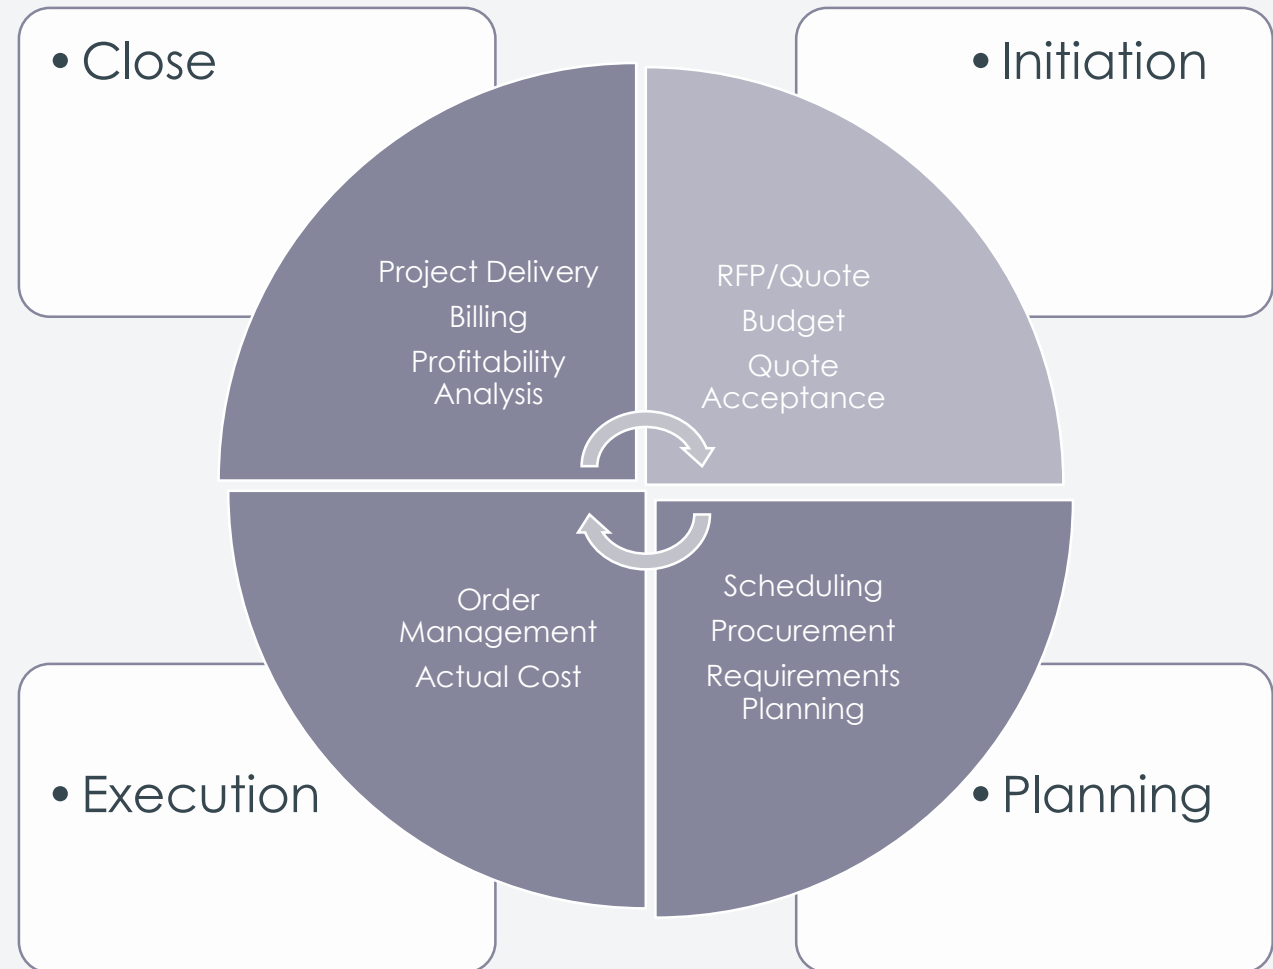 • Close
• Initiation
Project Delivery
Billing
Profitability
Analysis
RFP/Quote
Budget
Quote
Acceptance
Order
Management
Actual Cost
Scheduling
Procurement
Requirements
Planning
• Execution
• Planning